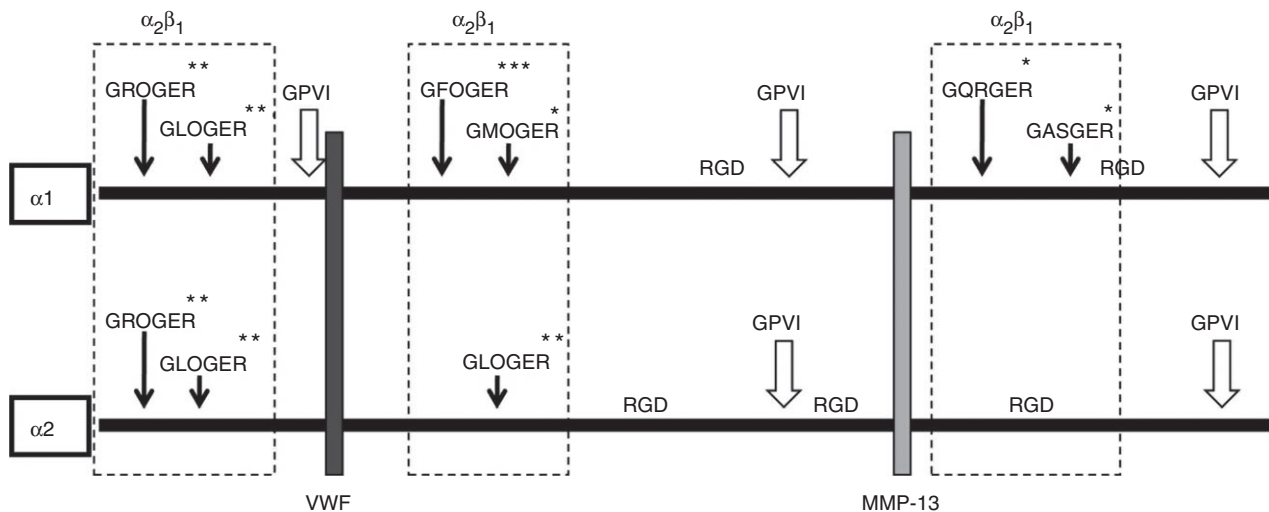 α₂β₁ α₂β₁ α₂β₁
GROGER** GPVI GFOGER*** GPVI GQRGER* GPVI
GLOGER** GMOGER* GASGER*
RGD RGD
α1
GROGER** GPVI GPVI
GLOGER** GLOGER**
RGD RGD RGD
α2
VWF MMP-13